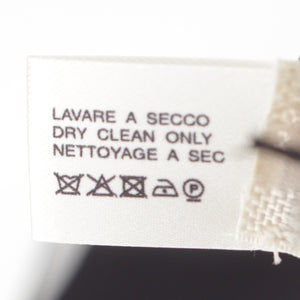 LAVARE A SECCO
DRY CLEAN ONLY
NETTOYAGE A SEC
P